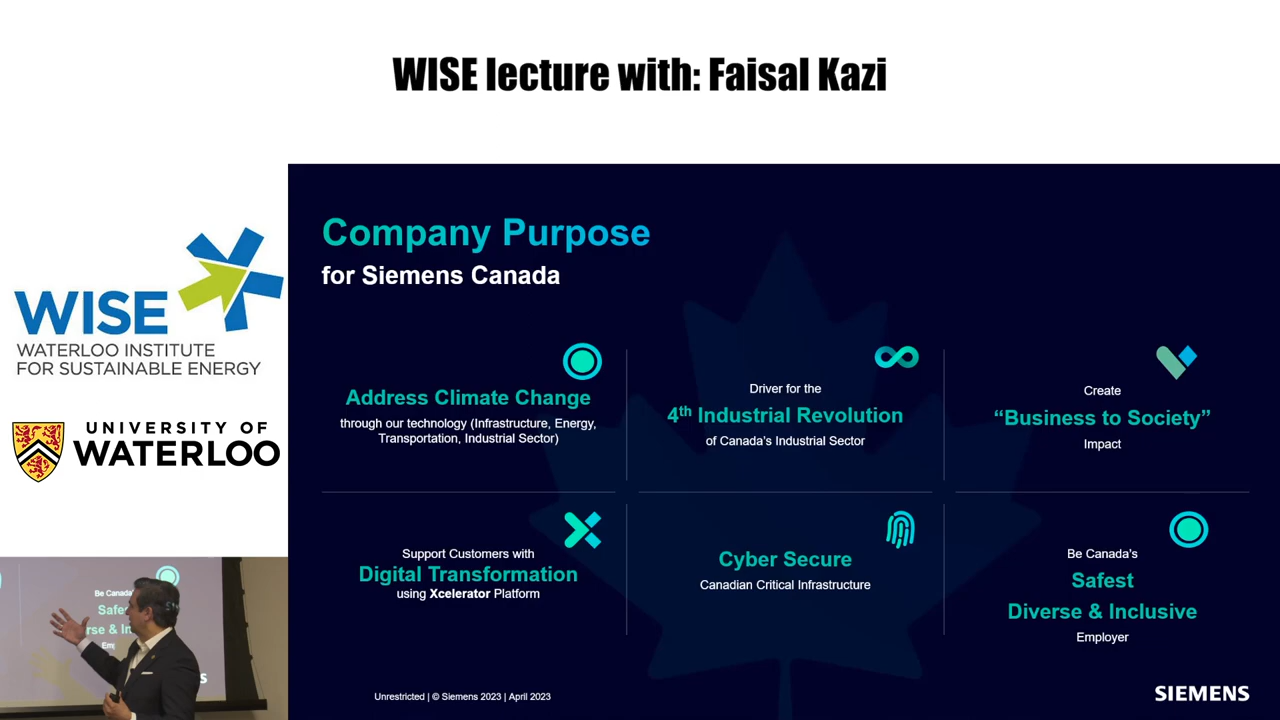 WISE lecture with: Faisal Kazi
WISE
WATERLOO INSTITUTE
FOR SUSTAINABLE ENERGY
UNIVERSITY OF
WATERLOO
Company Purpose
for Siemens Canada
Address Climate Change
through our technology (Infrastructure, Energy,
Transportation, Industrial Sector)
Driver for the
4th Industrial Revolution
of Canada's Industrial Sector
Create
“Business to Society”
Impact
Support Customers with
Digital Transformation
using Xcelerator Platform
Cyber Secure
Canadian Critical Infrastructure
Be Canada's
Safest
Diverse & Inclusive
Employer
Unrestricted | © Siemens 2023 | April 2023
SIEMENS
Be Canada